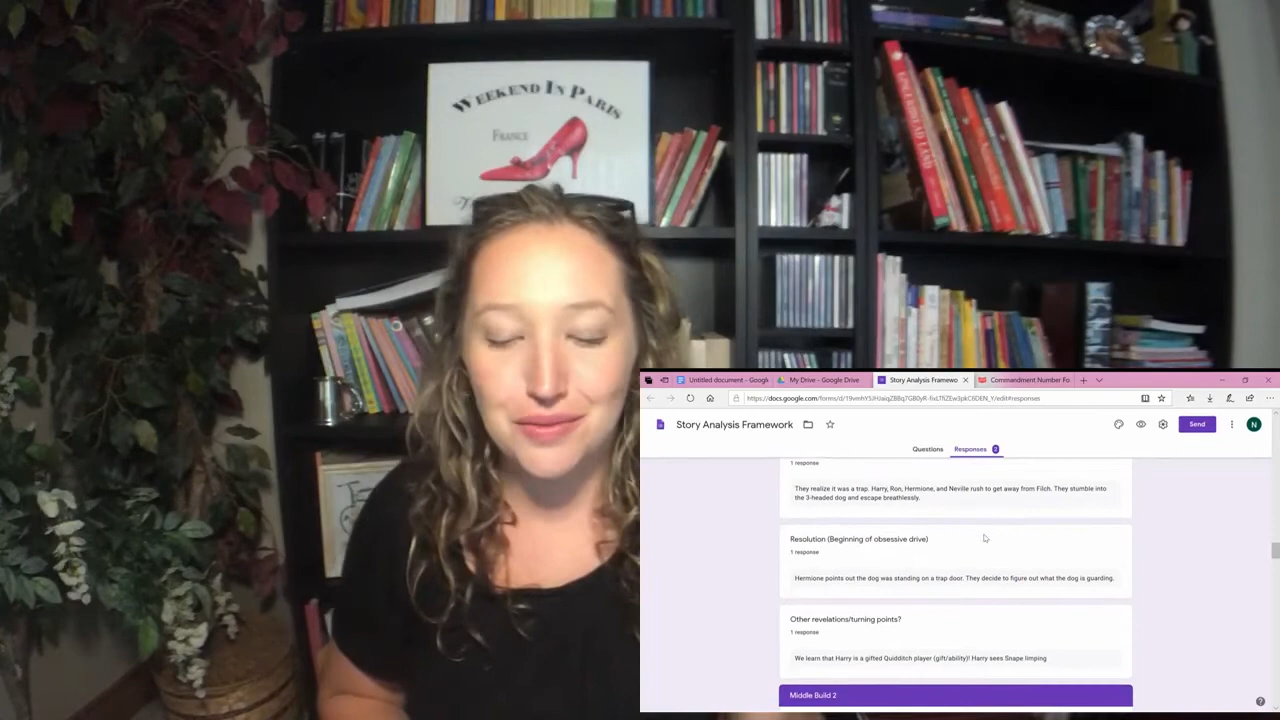 WEEKEND IN PARIS
FRANCE
Untitled document - Googl
My Drive - Google Drive
Story Analysis Framewo
Commandment Number Fo
Story Analysis Framework
Send
N
Questions
Responses 2
1 response
They realize it was a trap. Harry, Ron, Hermione, and Neville rush to get away from Filch. They stumble into
the 3-headed dog and escape breathlessly.
Resolution (Beginning of obsessive drive)
1 response
Hermione points out the dog was standing on a trap door. They decide to figure out what the dog is guarding.
Other revelations/turning points?
1 response
We learn that Harry is a gifted Quidditch player (gift/ability)! Harry sees Snape limping
Middle Build 2